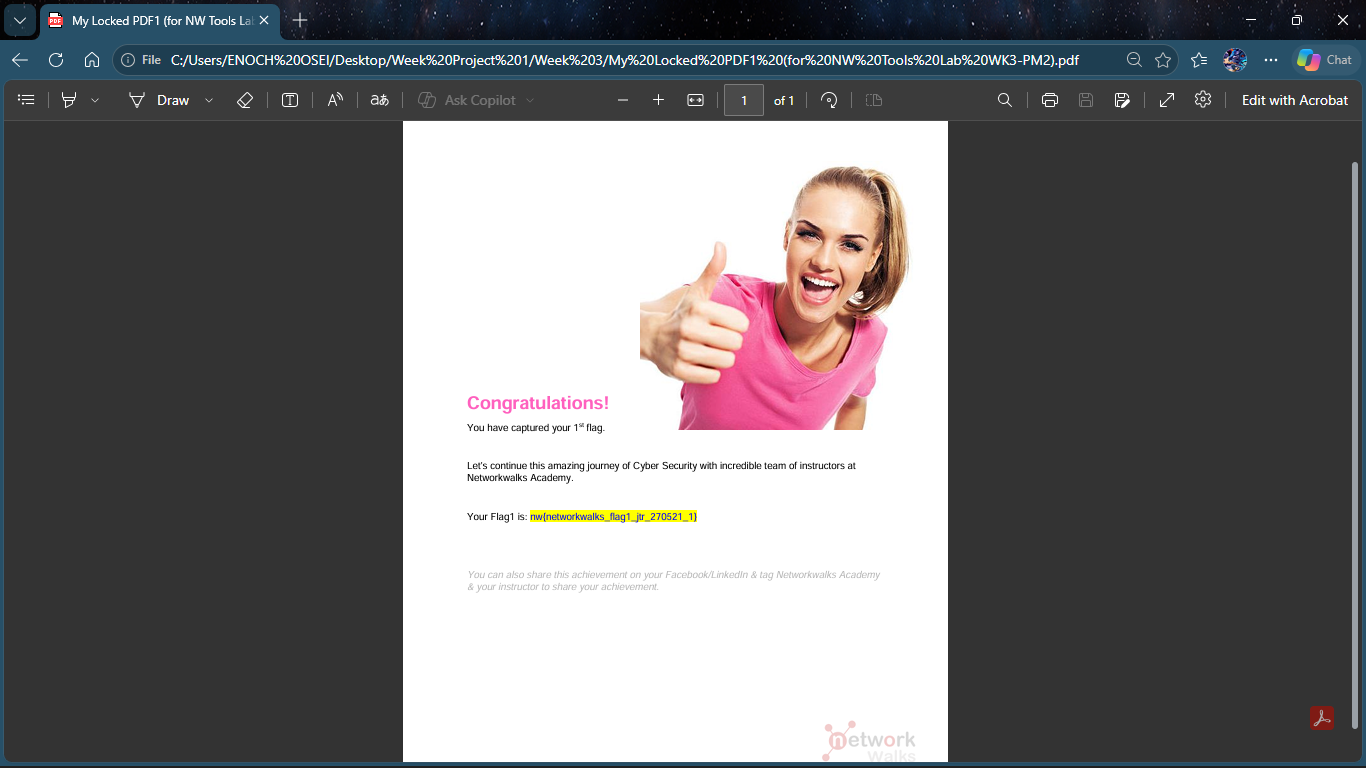 My Locked PDF1 (for NW Tools La
File C:/Users/ENOCH%20OSEI/Desktop/Week%20Project%201/Week%203/My%20Locked%20PDF1%20(for%20NW%20Tools%20Lab%20WK3-PM2).pdf
Chat
Draw
aあ
Ask Copilot
1 of 1
Edit with Acrobat
Congratulations!
You have captured your 1st flag.
Let's continue this amazing journey of Cyber Security with incredible team of instructors at
Networkwalks Academy.
Your Flag1 is: nw{networkwalks_flag1_jtr_270521_1}
You can also share this achievement on your Facebook/LinkedIn & tag Networkwalks Academy
& your instructor to share your achievement.
network
Walks